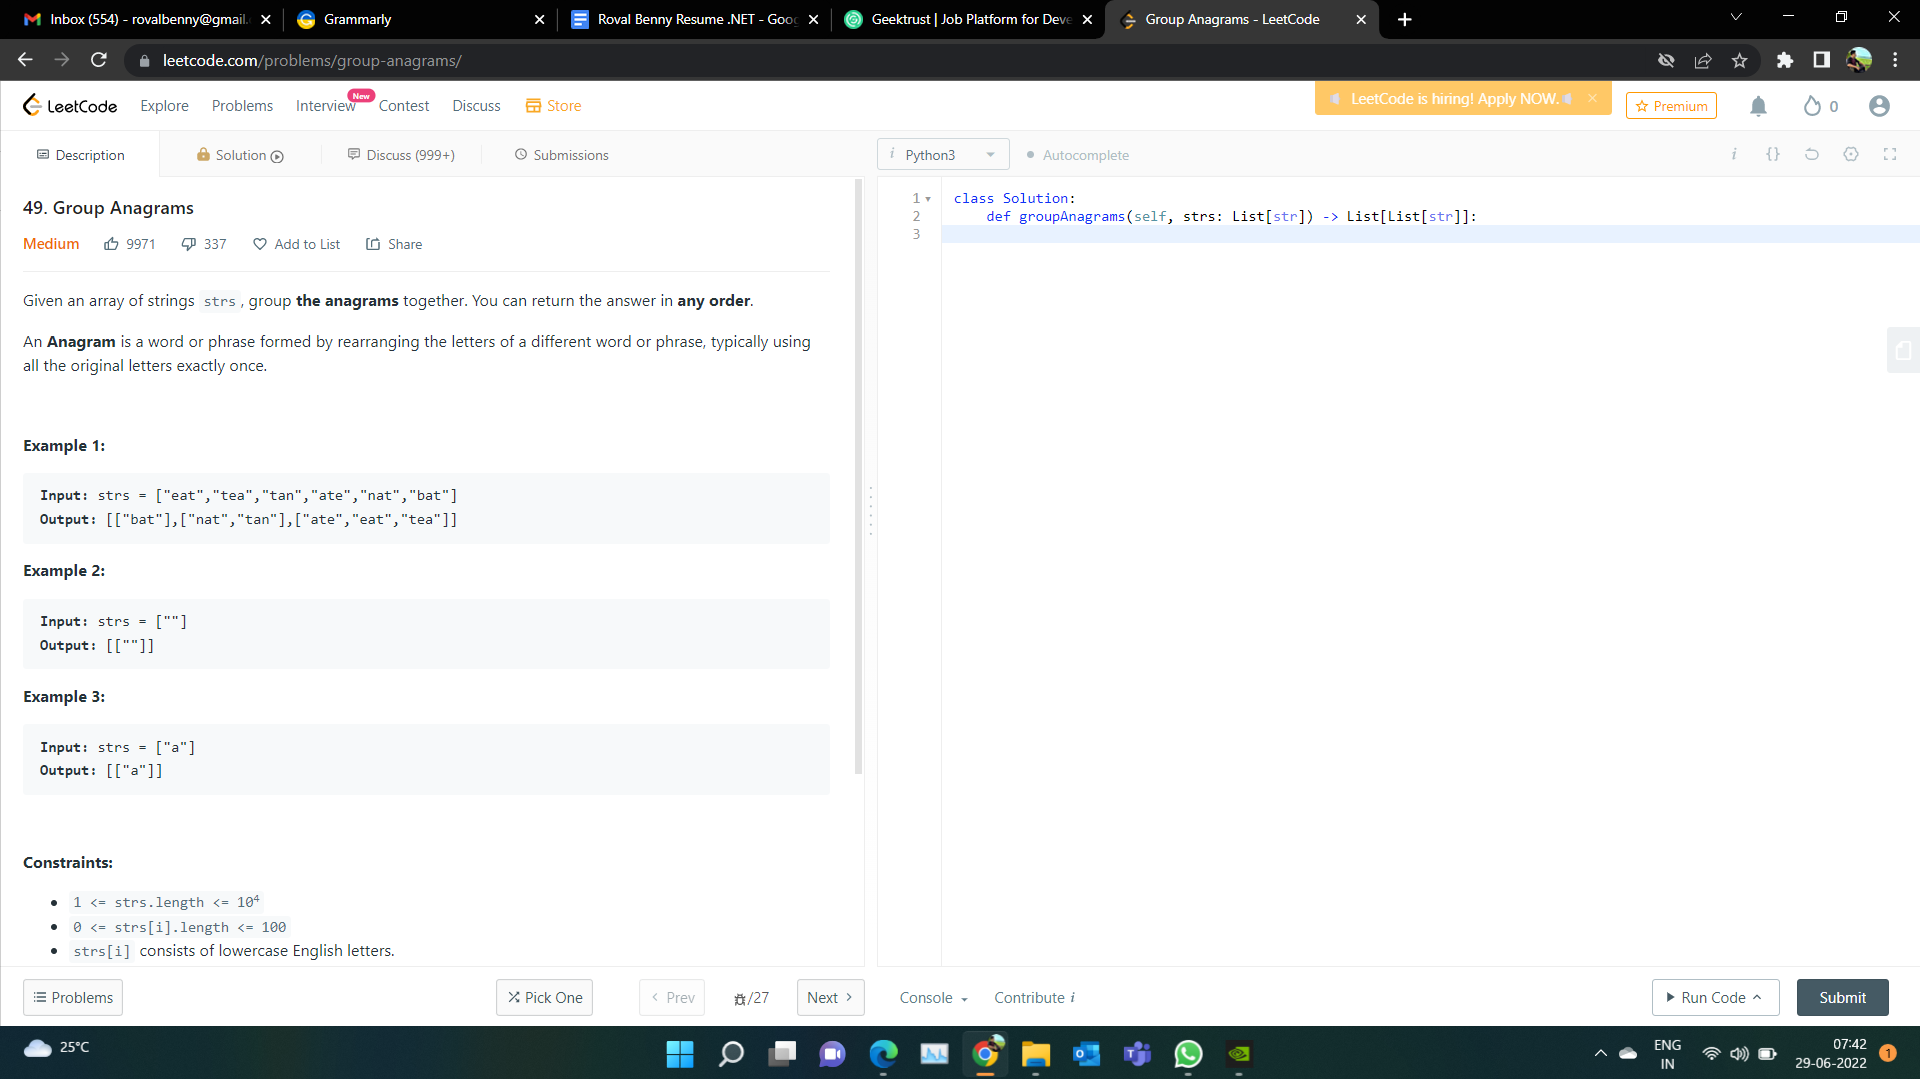 Inbox (554) - rovalbenny@gmail.
Grammarly
Roval Benny Resume .NET - Goog
Geektrust | Job Platform for Deve
Group Anagrams - LeetCode
leetcode.com/problems/group-anagrams/
LeetCode
Explore
Problems
Interview
New
Contest
Discuss
Store
LeetCode is hiring! Apply NOW.
Premium
0
Description
Solution
Discuss (999+)
Submissions
i Python3
Autocomplete
i {}
49. Group Anagrams
Medium 9971 337 Add to List Share
Given an array of strings strs, group the anagrams together. You can return the answer in any order.
An Anagram is a word or phrase formed by rearranging the letters of a different word or phrase, typically using
all the original letters exactly once.
Example 1:
Input: strs = ["eat","tea","tan","ate","nat","bat"]
Output: [["bat"],["nat","tan"],["ate","eat","tea"]]
Example 2:
Input: strs = [""]
Output: [[""]]
Example 3:
Input: strs = ["a"]
Output: [["a"]]
Constraints:
1 <= strs.length <= 10⁴
0 <= strs[i].length <= 100
strs[i] consists of lowercase English letters.
1 class Solution:
2 def groupAnagrams(self, strs: List[str]) -> List[List[str]]:
3
Problems
Pick One
Prev
/27
Next
Console
Contribute i
Run Code
Submit
25°C
ENG
IN
07:42
29-06-2022
1